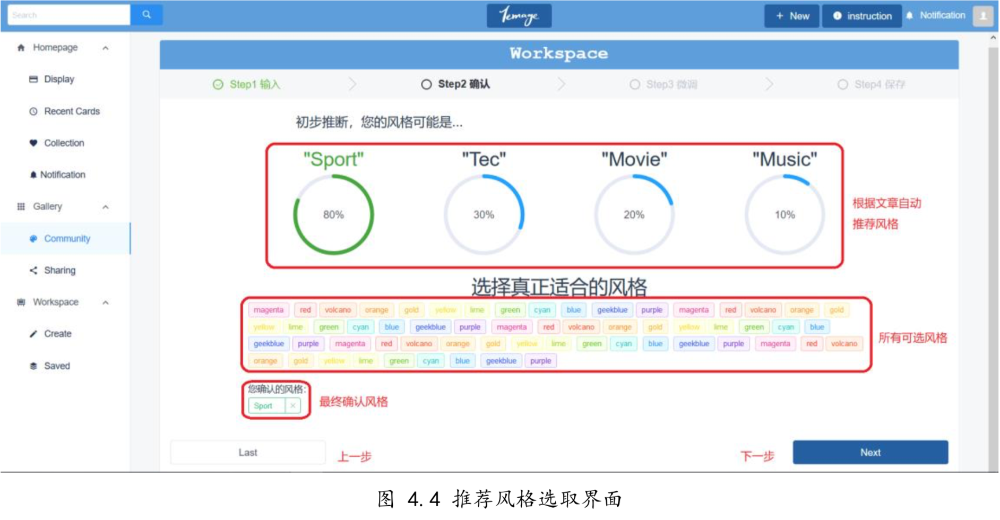 Search
Temage
+ New
instruction
Notification
Homepage
Display
Recent Cards
Collection
Notification
Gallery
Community
Sharing
Workspace
Create
Saved
Workspace
Step1 输入
Step2 确认
Step3 微调
Step4 保存
初步推断，您的风格可能是...
"Sport" "Tec" "Movie" "Music"
80% 30% 20% 10%
根据文章自动
推荐风格
选择真正适合的风格
magenta red volcano orange gold yellow lime green cyan blue geekblue purple magenta red volcano orange gold
yellow lime green cyan blue geekblue purple magenta red volcano orange gold yellow lime green cyan blue
geekblue purple magenta red volcano orange gold yellow lime green cyan blue geekblue purple magenta red volcano
orange gold yellow lime green cyan blue geekblue purple
所有可选风格
您确认的风格:
Sport ×
最终确认风格
Last
上一步
下一步
Next
图 4.4 推荐风格选取界面